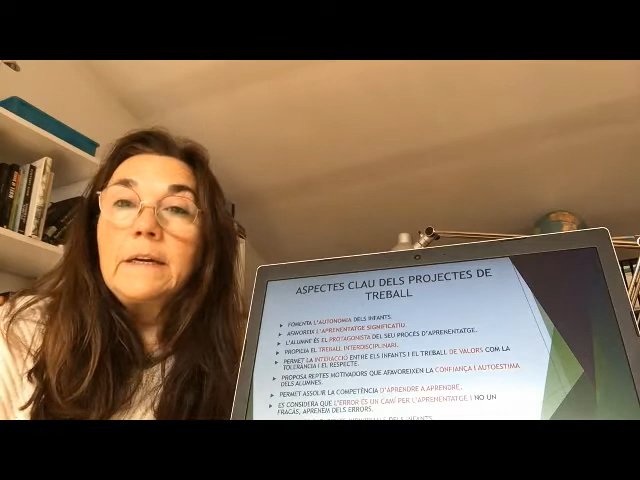 ASPECTES CLAU DELS PROJECTES DE
TREBALL
FOMENTA L'AUTONOMIA DELS INFANTS.
AFAVOREIX L'APRENENTATGE SIGNIFICATIU
L'ALUMNE ÉS EL PROTAGONISTA DEL SEU PROCÉS D'APRENENTATGE.
PROPICIA EL TREBALL INTERDISCIPLINARI.
PERMET LA INTERACCIÓ ENTRE ELS INFANTS I EL TREBALL DE VALORS COM LA
TOLERÀNCIA I EL RESPECTE.
PROPOSA REPTES MOTIVADORS QUE AFAVOREIXEN LA CONFIANÇA I AUTOESTIMA
DELS ALUMNES.
PERMET ASSOLIR LA COMPETÈNCIA D'APRENDRE A APRENDRE.
ES CONSIDERA QUE L'ERROR ÉS UN CAMÍ PER L'APRENENTATGE I NO UN
FRACÀS, APRENEM DELS ERRORS.
DELS INFANTS